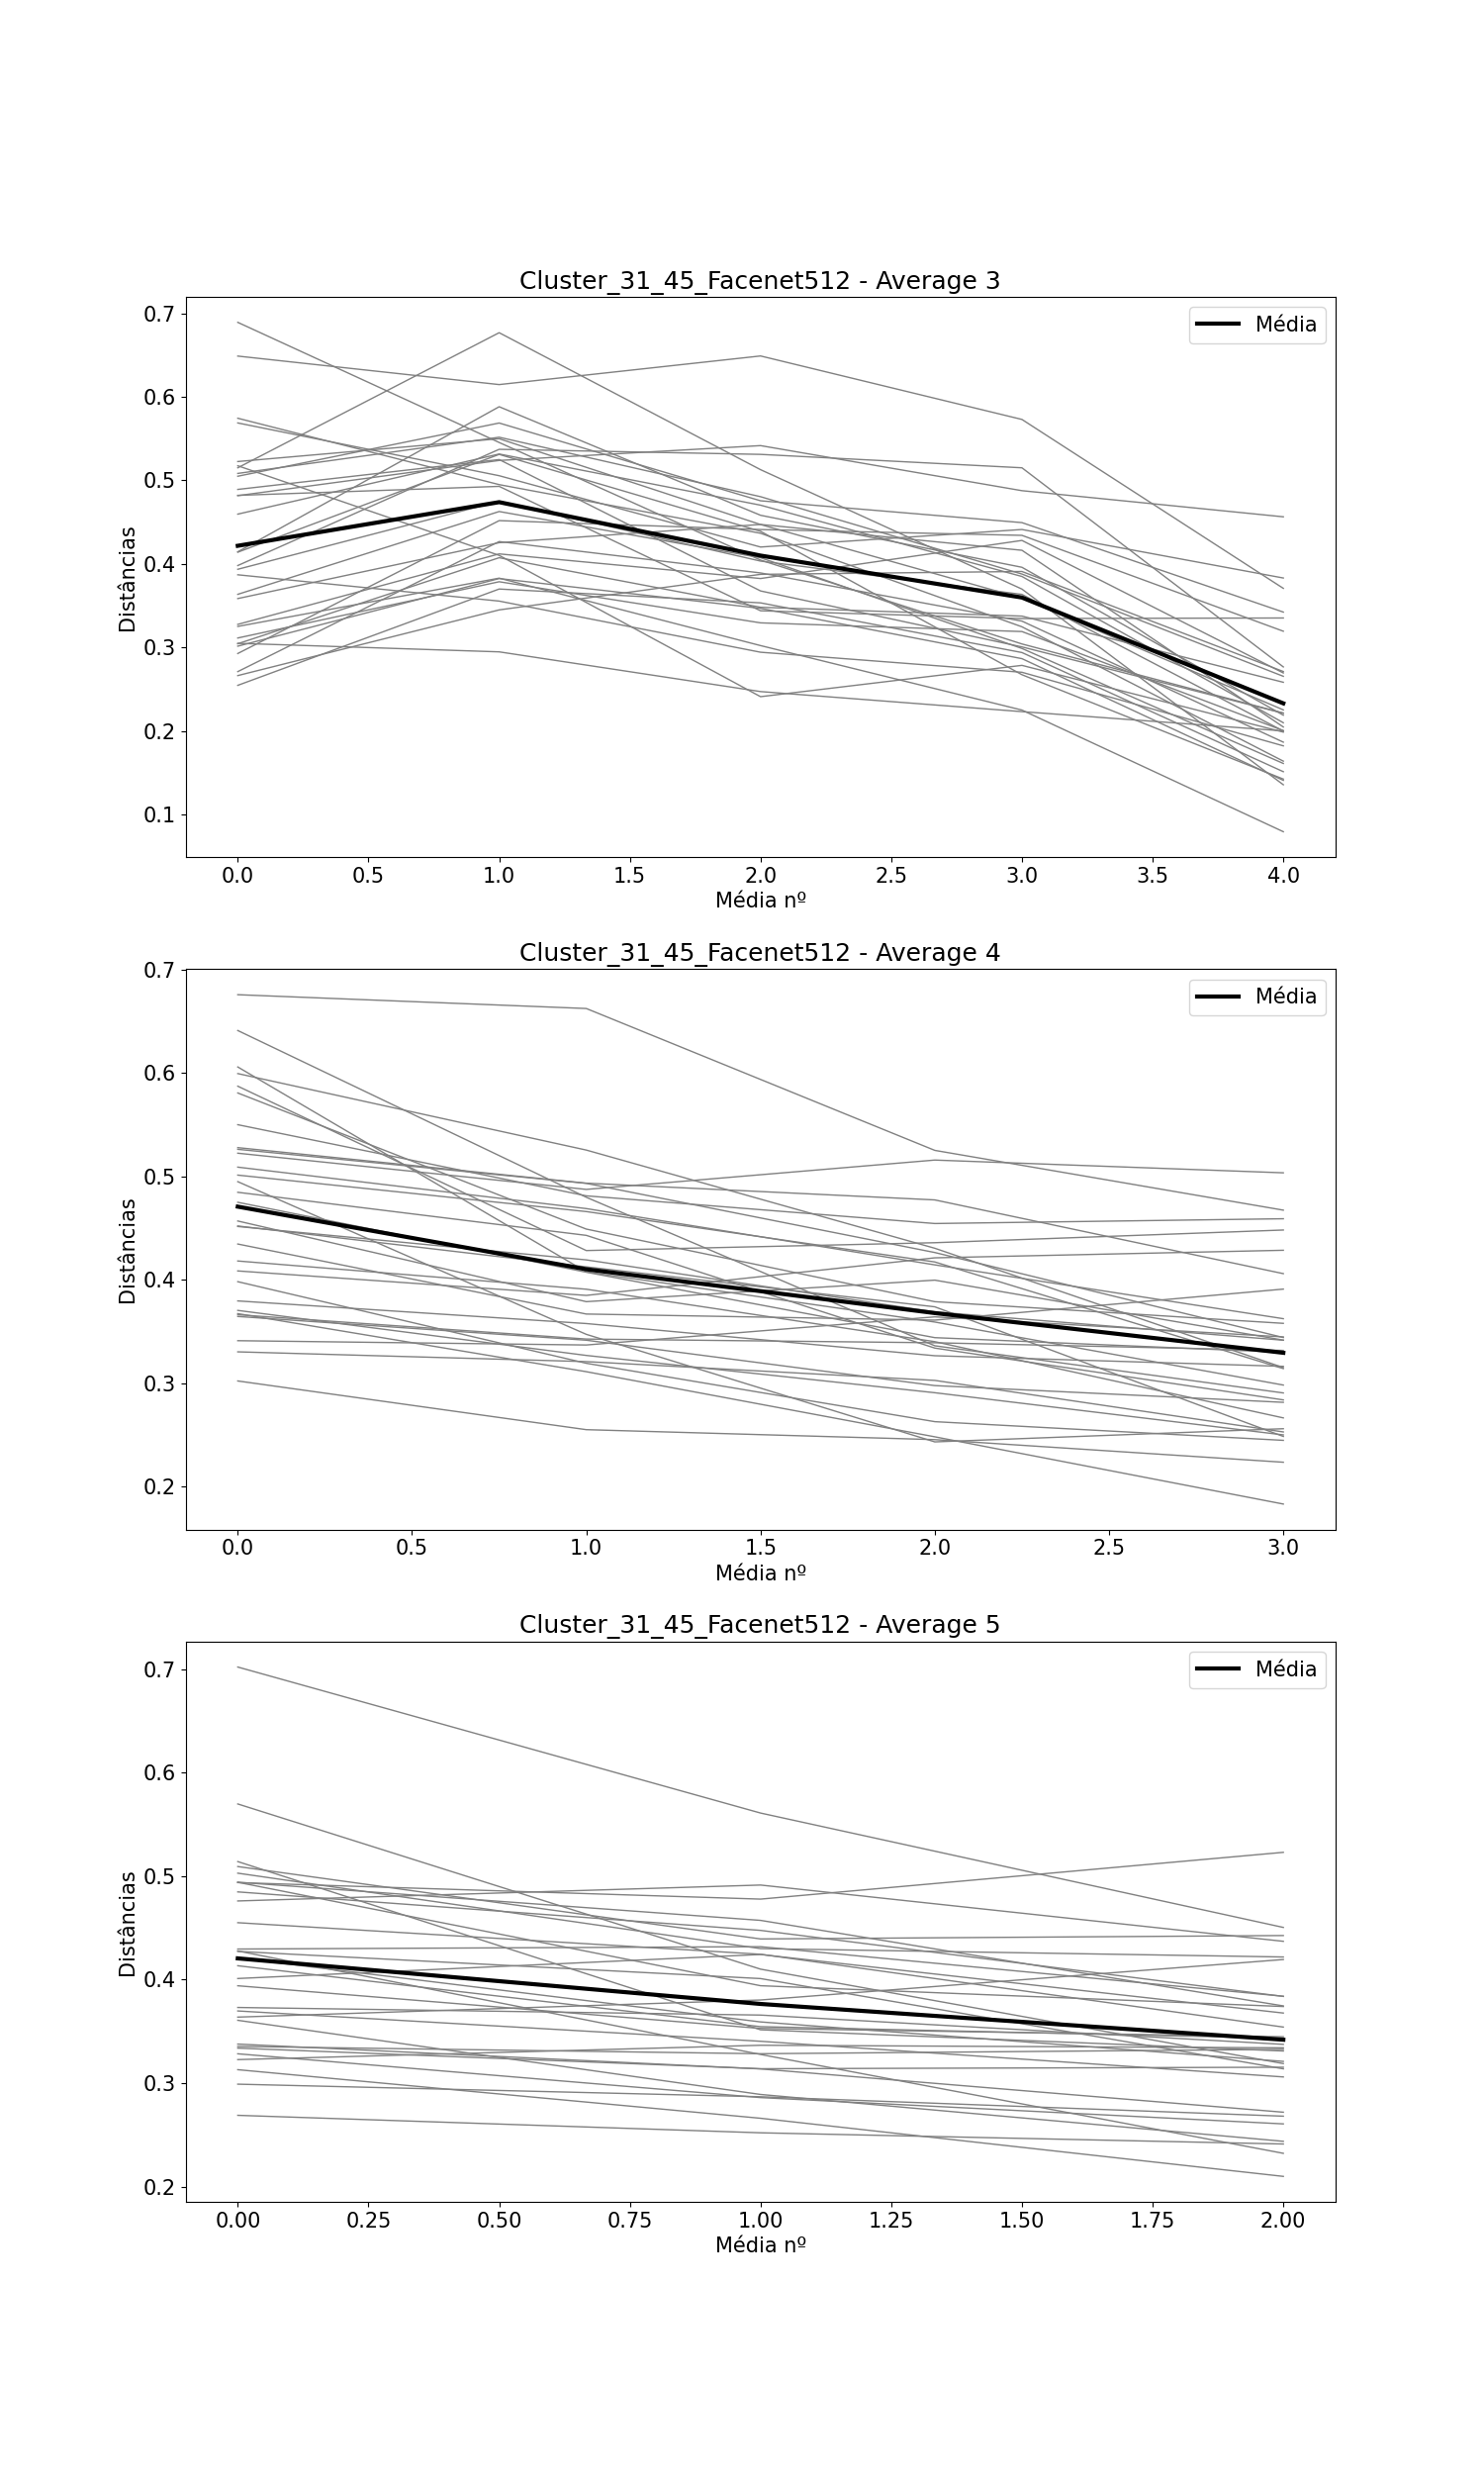 Cluster_31_45_Facenet512 - Average 3
Média
0.7
0.6
0.5
0.4
0.3
0.2
0.1
Distâncias
0.0 0.5 1.0 1.5 2.0 2.5 3.0 3.5 4.0
Média nº
Cluster_31_45_Facenet512 - Average 4
Média
0.7
0.6
0.5
0.4
0.3
0.2
Distâncias
0.0 0.5 1.0 1.5 2.0 2.5 3.0
Média nº
Cluster_31_45_Facenet512 - Average 5
Média
0.7
0.6
0.5
0.4
0.3
0.2
Distâncias
0.00 0.25 0.50 0.75 1.00 1.25 1.50 1.75 2.00
Média nº